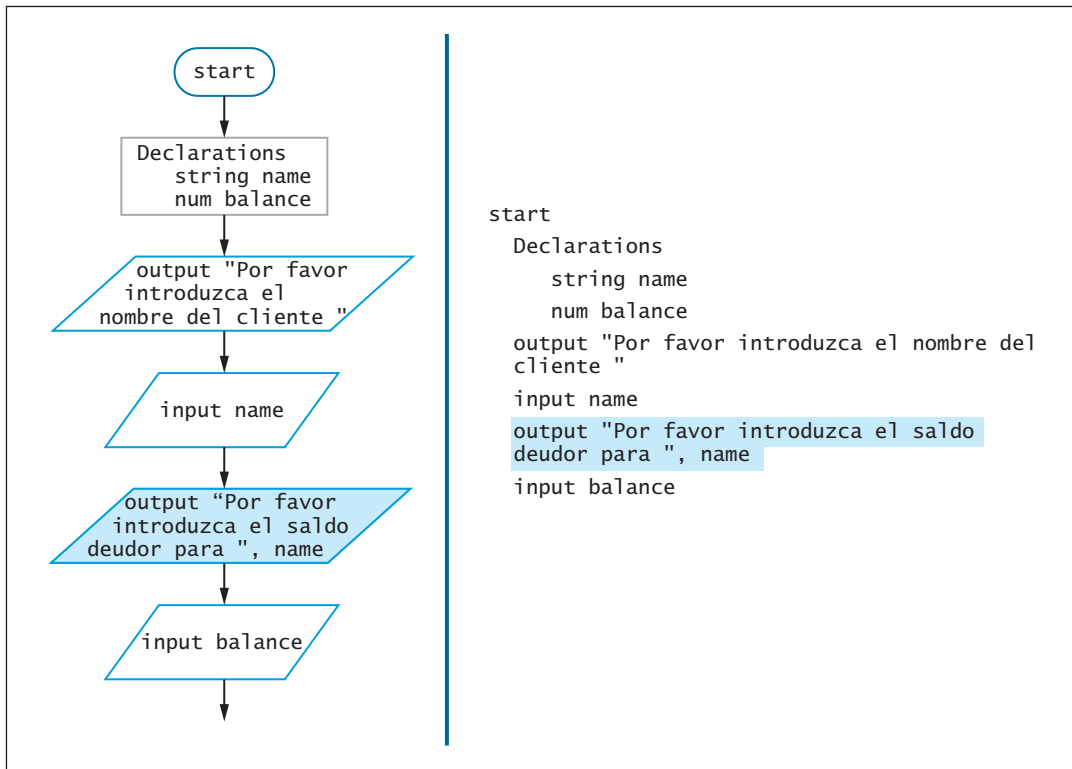 start
Declarations
string name
num balance
output "Por favor
introduzca el
nombre del cliente "
input name
output “Por favor
introduzca el saldo
deudor para ", name
input balance
start
Declarations
string name
num balance
output "Por favor introduzca el nombre del
cliente "
input name
output "Por favor introduzca el saldo
deudor para ", name
input balance